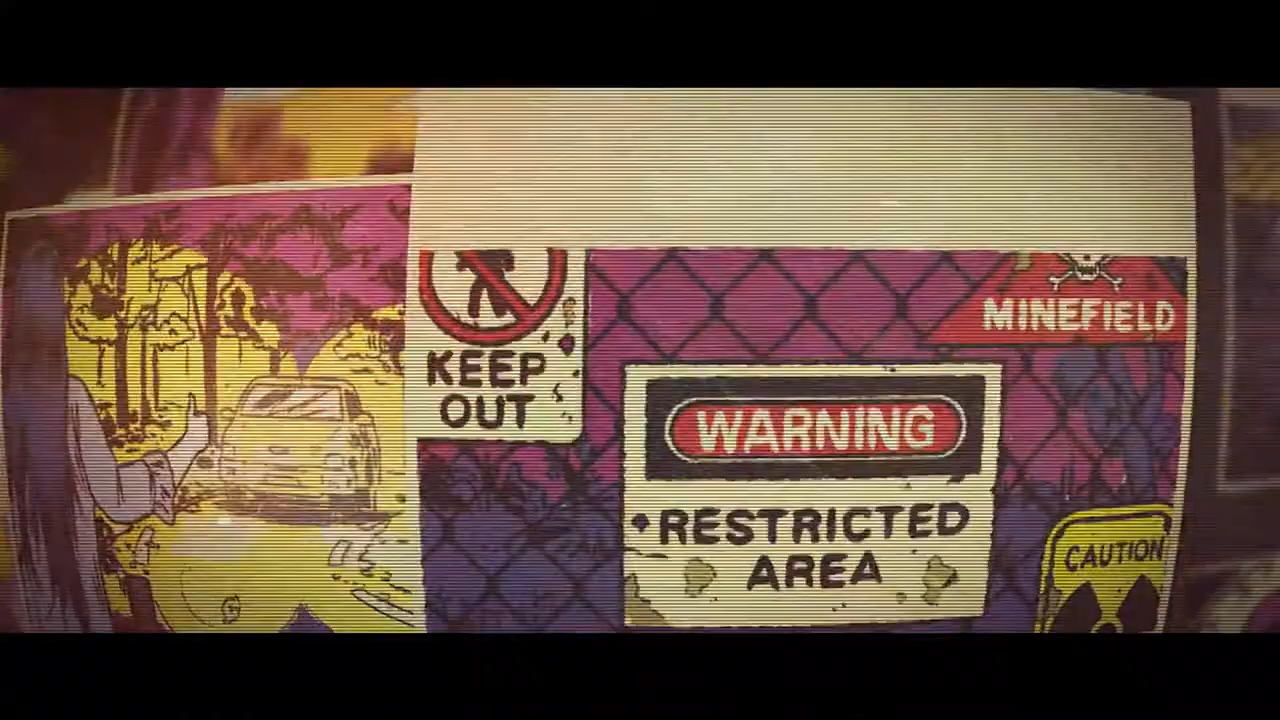 MINEFIELD
KEEP
OUT
WARNING
RESTRICTED
AREA
CAUTION